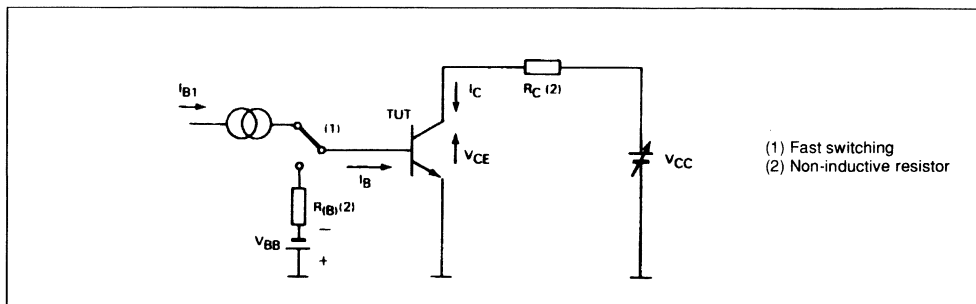 I_B1
(1)
TUT
I_C
R_C (2)
V_CE
I_B
R_(B) (2)
−
V_BB
+
V_CC
(1) Fast switching
(2) Non-inductive resistor